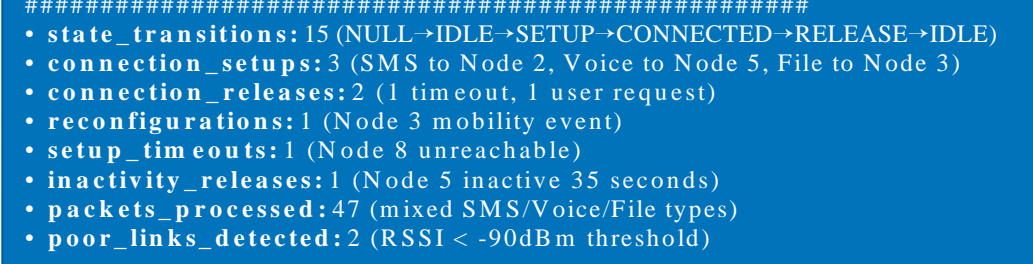 ####################################################
• state_transitions: 15 (NULL→IDLE→SETUP→CONNECTED→RELEASE→IDLE)
• connection_setups: 3 (SMS to Node 2, Voice to Node 5, File to Node 3)
• connection_releases: 2 (1 timeout, 1 user request)
• reconfigurations: 1 (Node 3 mobility event)
• setup_timeouts: 1 (Node 8 unreachable)
• inactivity_releases: 1 (Node 5 inactive 35 seconds)
• packets_processed: 47 (mixed SMS/Voice/File types)
• poor_links_detected: 2 (RSSI < -90dBm threshold)